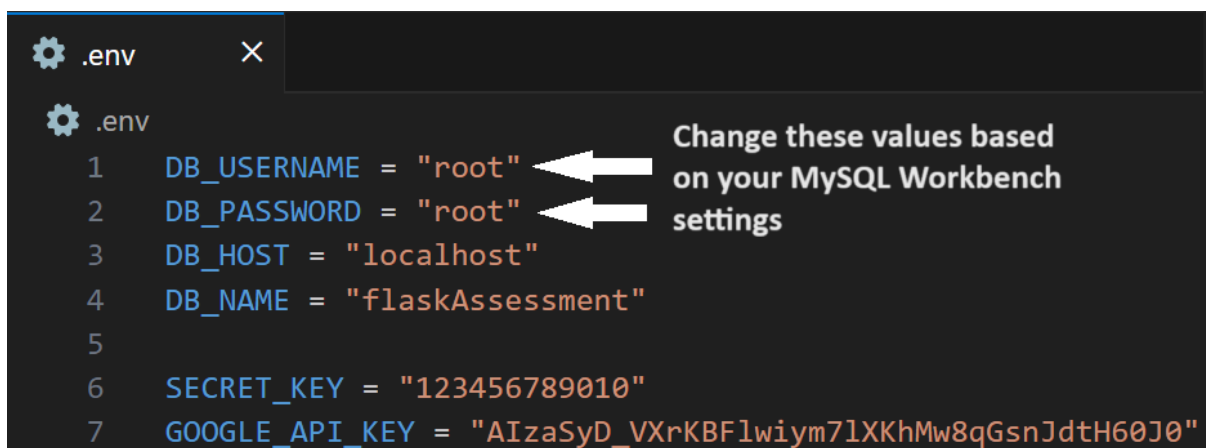 .env
.env
Change these values based
on your MySQL Workbench
settings
1 DB_USERNAME = "root"
2 DB_PASSWORD = "root"
3 DB_HOST = "localhost"
4 DB_NAME = "flaskAssessment"
5
6 SECRET_KEY = "123456789010"
7 GOOGLE_API_KEY = "AIzaSyD_VXrKBFlwiym7lXKhMw8qGsnJdtH60J0"